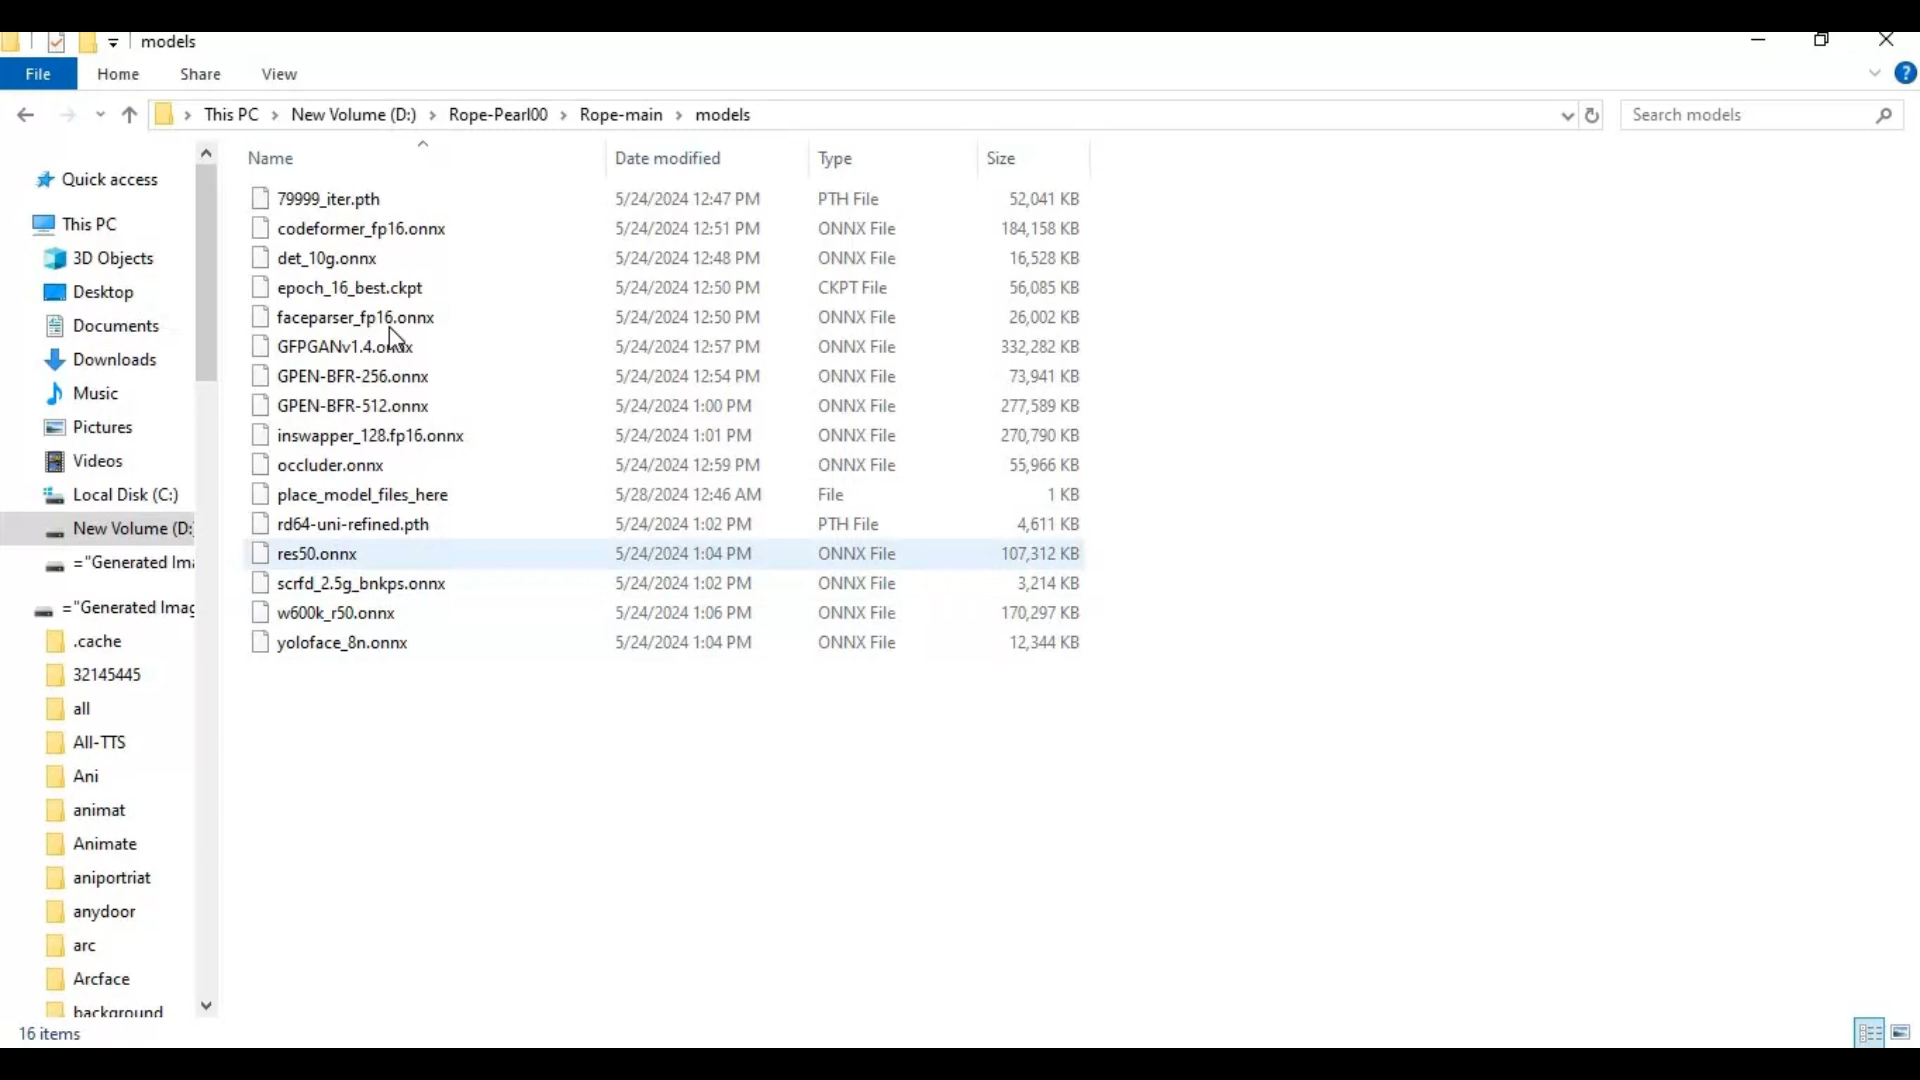 models
File Home Share View
This PC New Volume (D:) Rope-Pearl00 Rope-main models Search models
Name Date modified Type Size
Quick access
This PC
3D Objects
Desktop
Documents
Downloads
Music
Pictures
Videos
Local Disk (C:)
New Volume (D:
="Generated Ima
="Generated Imag
.cache
32145445
all
All-TTS
Ani
animat
Animate
aniportriat
anydoor
arc
Arcface
background
79999_iter.pth 5/24/2024 12:47 PM PTH File 52,041 KB
codeformer_fp16.onnx 5/24/2024 12:51 PM ONNX File 184,158 KB
det_10g.onnx 5/24/2024 12:48 PM ONNX File 16,528 KB
epoch_16_best.ckpt 5/24/2024 12:50 PM CKPT File 56,085 KB
faceparser_fp16.onnx 5/24/2024 12:50 PM ONNX File 26,002 KB
GFPGANv1.4.onnx 5/24/2024 12:57 PM ONNX File 332,282 KB
GPEN-BFR-256.onnx 5/24/2024 12:54 PM ONNX File 73,941 KB
GPEN-BFR-512.onnx 5/24/2024 1:00 PM ONNX File 277,589 KB
inswapper_128.fp16.onnx 5/24/2024 1:01 PM ONNX File 270,790 KB
occluder.onnx 5/24/2024 12:59 PM ONNX File 55,966 KB
place_model_files_here 5/28/2024 12:46 AM File 1 KB
rd64-uni-refined.pth 5/24/2024 1:02 PM PTH File 4,611 KB
res50.onnx 5/24/2024 1:04 PM ONNX File 107,312 KB
scrfd_2.5g_bnkps.onnx 5/24/2024 1:02 PM ONNX File 3,214 KB
w600k_r50.onnx 5/24/2024 1:06 PM ONNX File 170,297 KB
yoloface_8n.onnx 5/24/2024 1:04 PM ONNX File 12,344 KB
16 items